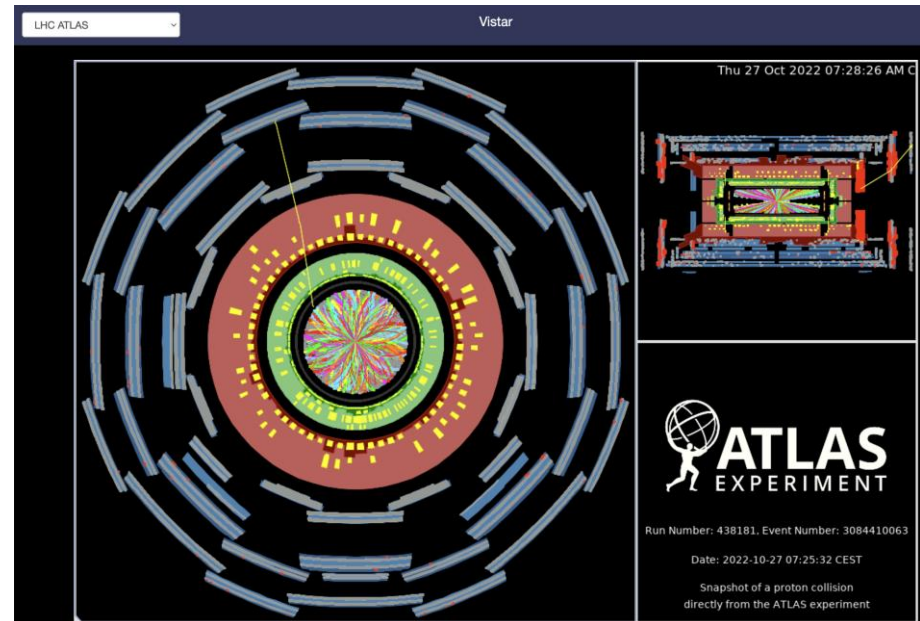 LHC ATLAS
Vistar
Thu 27 Oct 2022 07:28:26 AM C
ATLAS
EXPERIMENT
Run Number: 438181, Event Number: 3084410063
Date: 2022-10-27 07:25:32 CEST
Snapshot of a proton collision
directly from the ATLAS experiment